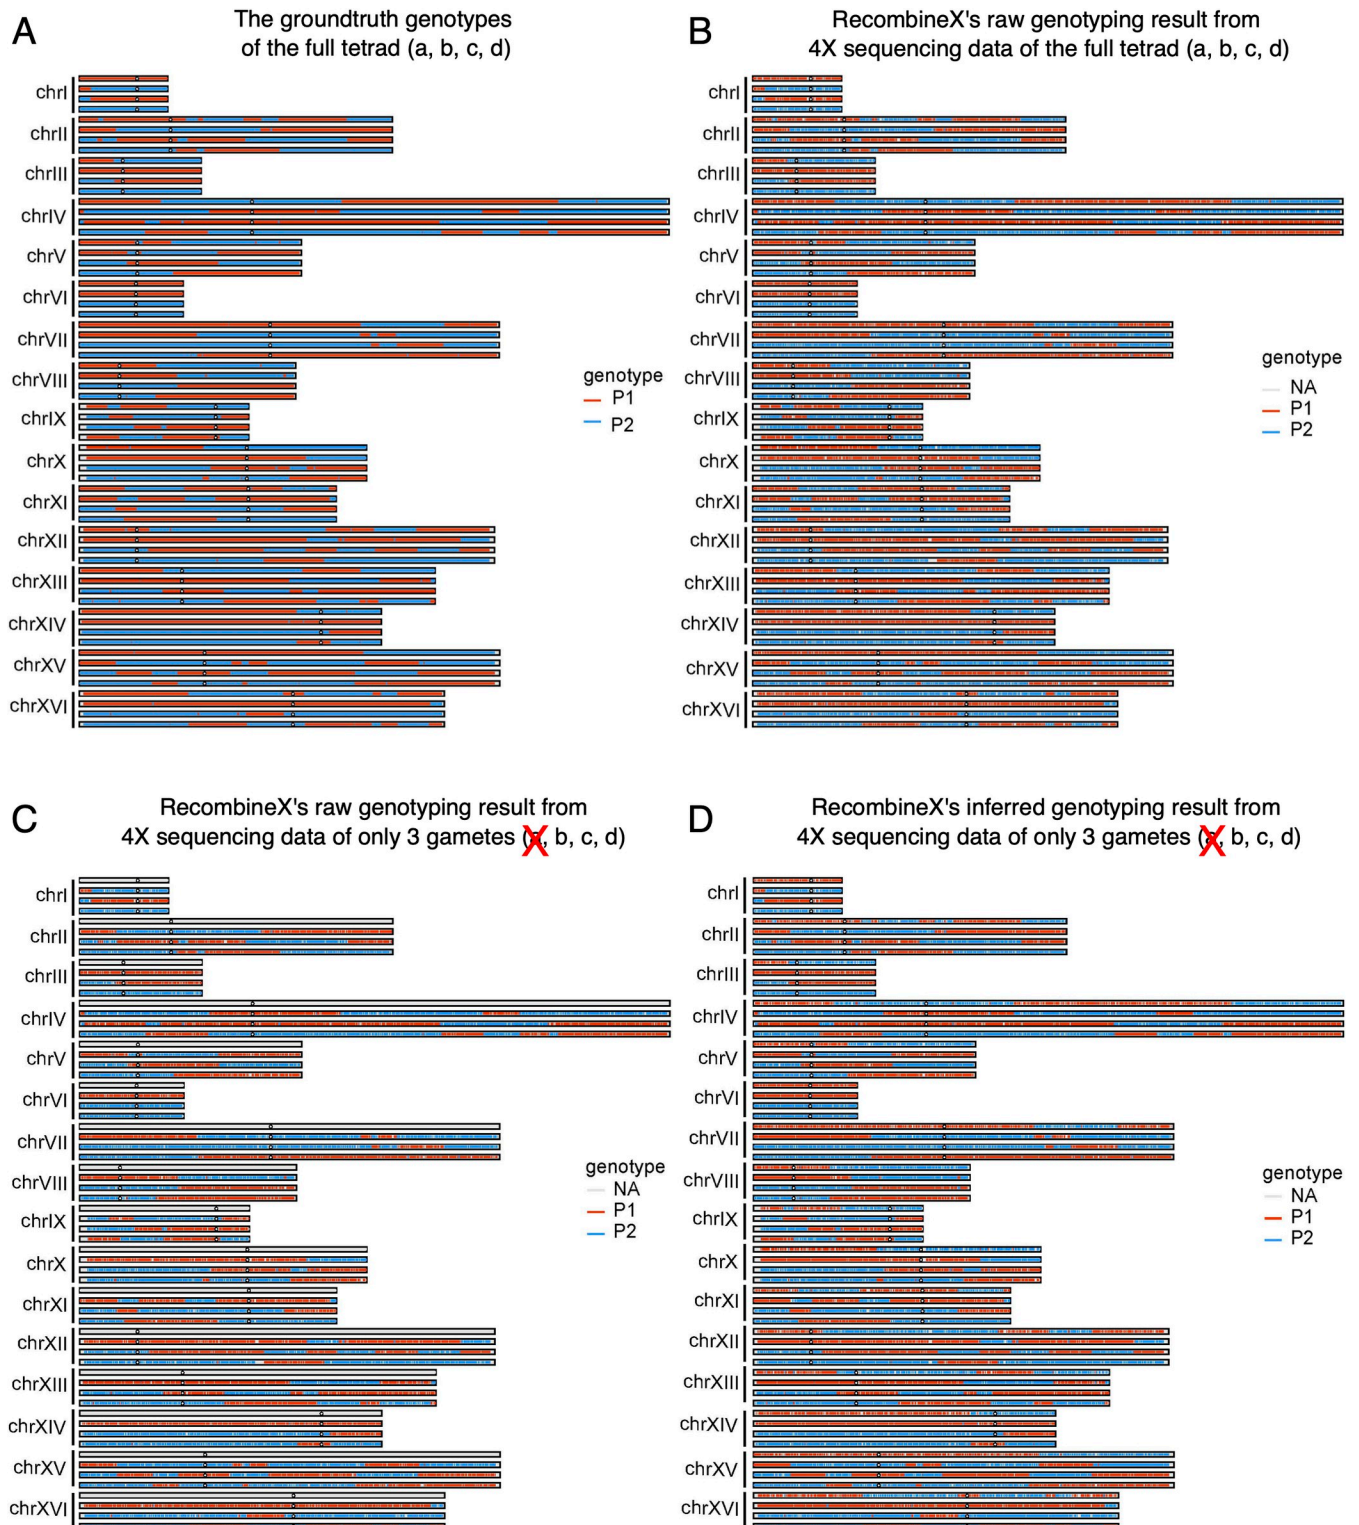 A
The groundtruth genotypes
of the full tetrad (a, b, c, d)
chrI
chrII
chrIII
chrIV
chrV
chrVI
chrVII
chrVIII
chrIX
chrX
chrXI
chrXII
chrXIII
chrXIV
chrXV
chrXVI
genotype
P1
P2
B
RecombineX's raw genotyping result from
4X sequencing data of the full tetrad (a, b, c, d)
chrI
chrII
chrIII
chrIV
chrV
chrVI
chrVII
chrVIII
chrIX
chrX
chrXI
chrXII
chrXIII
chrXIV
chrXV
chrXVI
genotype
NA
P1
P2
C
RecombineX's raw genotyping result from
4X sequencing data of only 3 gametes (a, b, c, d)
chrI
chrII
chrIII
chrIV
chrV
chrVI
chrVII
chrVIII
chrIX
chrX
chrXI
chrXII
chrXIII
chrXIV
chrXV
chrXVI
genotype
NA
P1
P2
D
RecombineX's inferred genotyping result from
4X sequencing data of only 3 gametes (a, b, c, d)
chrI
chrII
chrIII
chrIV
chrV
chrVI
chrVII
chrVIII
chrIX
chrX
chrXI
chrXII
chrXIII
chrXIV
chrXV
chrXVI
genotype
NA
P1
P2